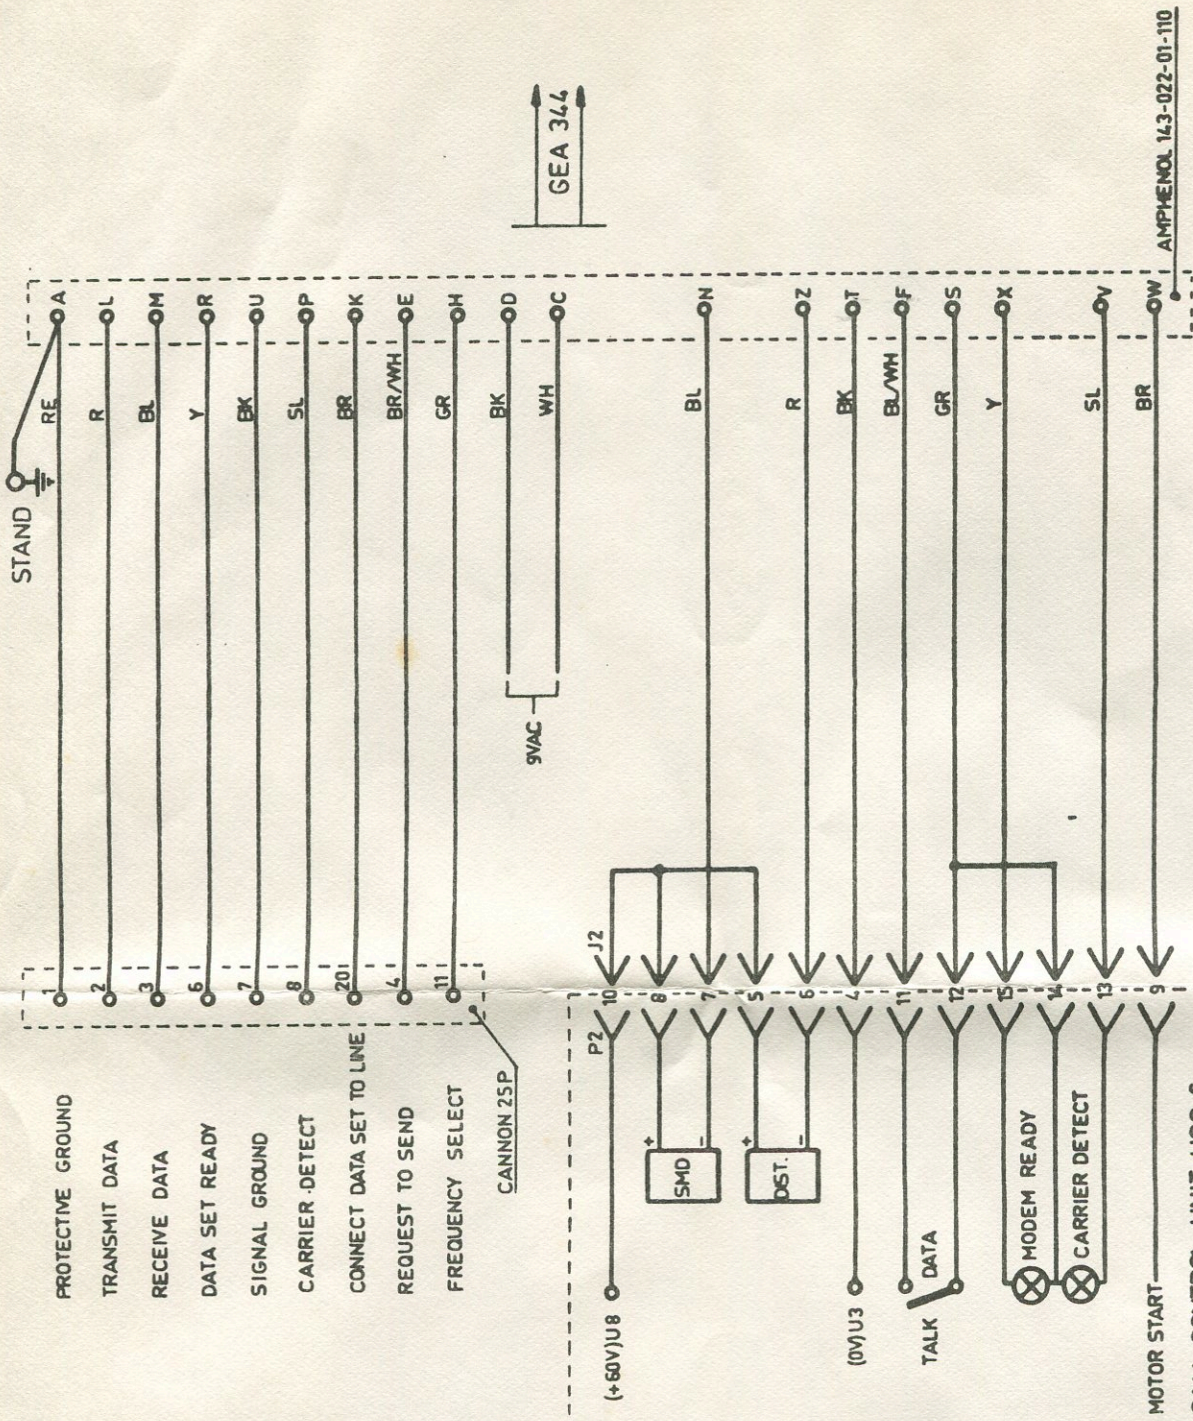 STAND
PROTECTIVE GROUND 1 RE A
TRANSMIT DATA 2 R L
RECEIVE DATA 3 BL M
DATA SET READY 6 Y R
SIGNAL GROUND 7 BK U
CARRIER DETECT 8 SL P
CONNECT DATA SET TO LINE 20 BR K
REQUEST TO SEND 4 BR/WH E
FREQUENCY SELECT 11 GR H
CANNON 25P
BK D
9VAC
WH C
GEA 344
P2 J2
(+60V)U8 10
+ 8
SMD
- 7 BL N
+ 5
DIST.
- 6 R Z
(0V)U3 4 BK T
11 BL/WH F
TALK DATA
12 GR S
15 Y X
MODEM READY
14
CARRIER DETECT
13 SL V
MOTOR START 9 BR W
AMPHENOL 143-022-01-110